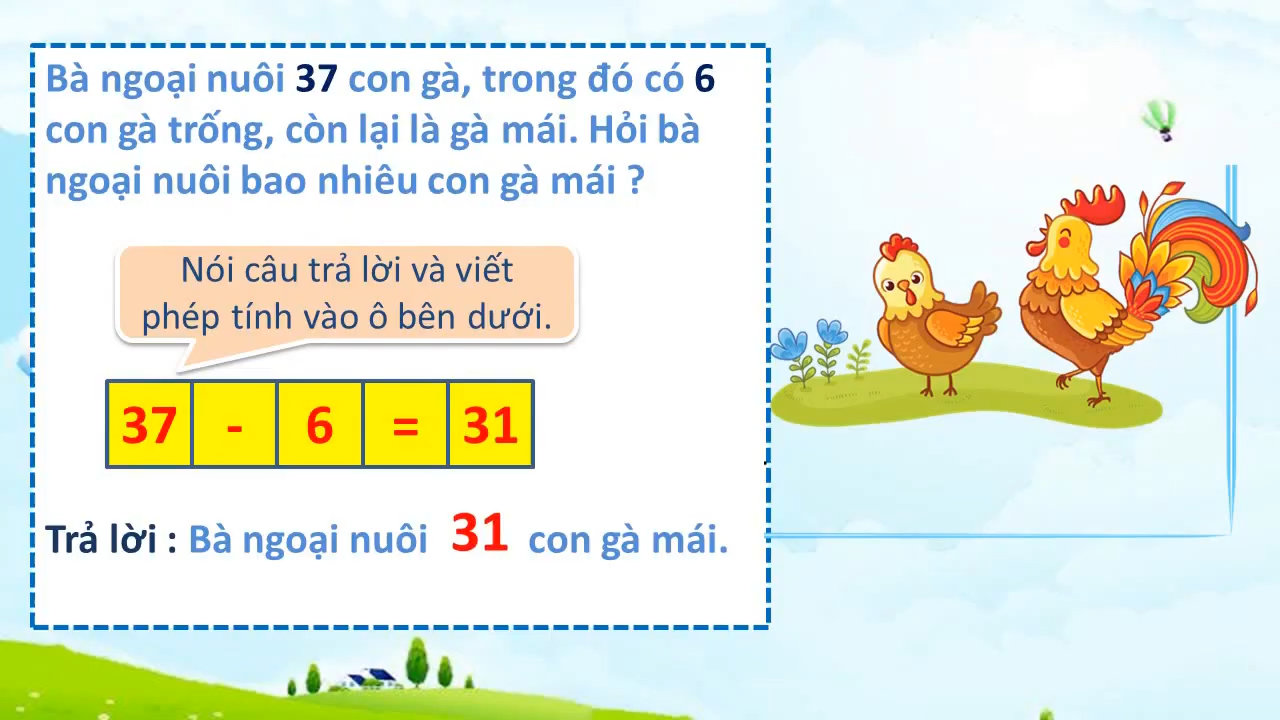 Bà ngoại nuôi 37 con gà, trong đó có 6
con gà trống, còn lại là gà mái. Hỏi bà
ngoại nuôi bao nhiêu con gà mái ?
Nói câu trả lời và viết
phép tính vào ô bên dưới.
37 - 6 = 31
Trả lời : Bà ngoại nuôi 31 con gà mái.